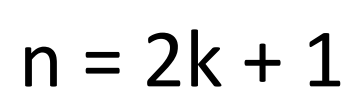 n = 2k + 1